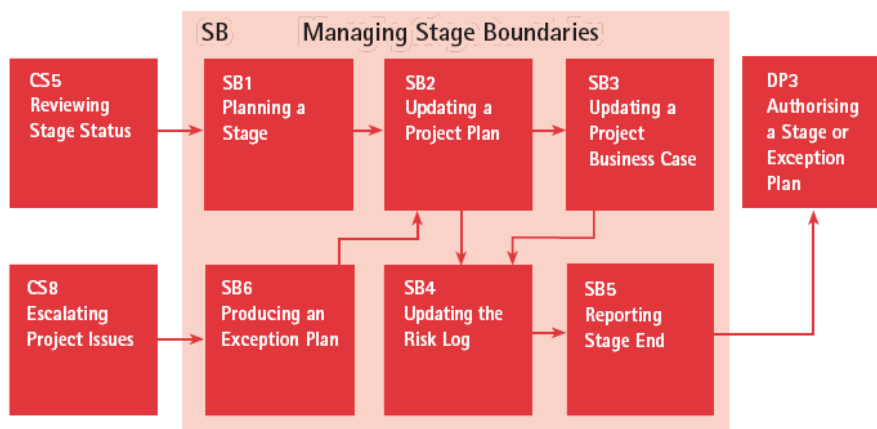 SB Managing Stage Boundaries
CS5
Reviewing
Stage Status
SB1
Planning a
Stage
SB2
Updating a
Project Plan
SB3
Updating a
Project
Business Case
DP3
Authorising
a Stage or
Exception
Plan
CS8
Escalating
Project Issues
SB6
Producing an
Exception Plan
SB4
Updating the
Risk Log
SB5
Reporting
Stage End